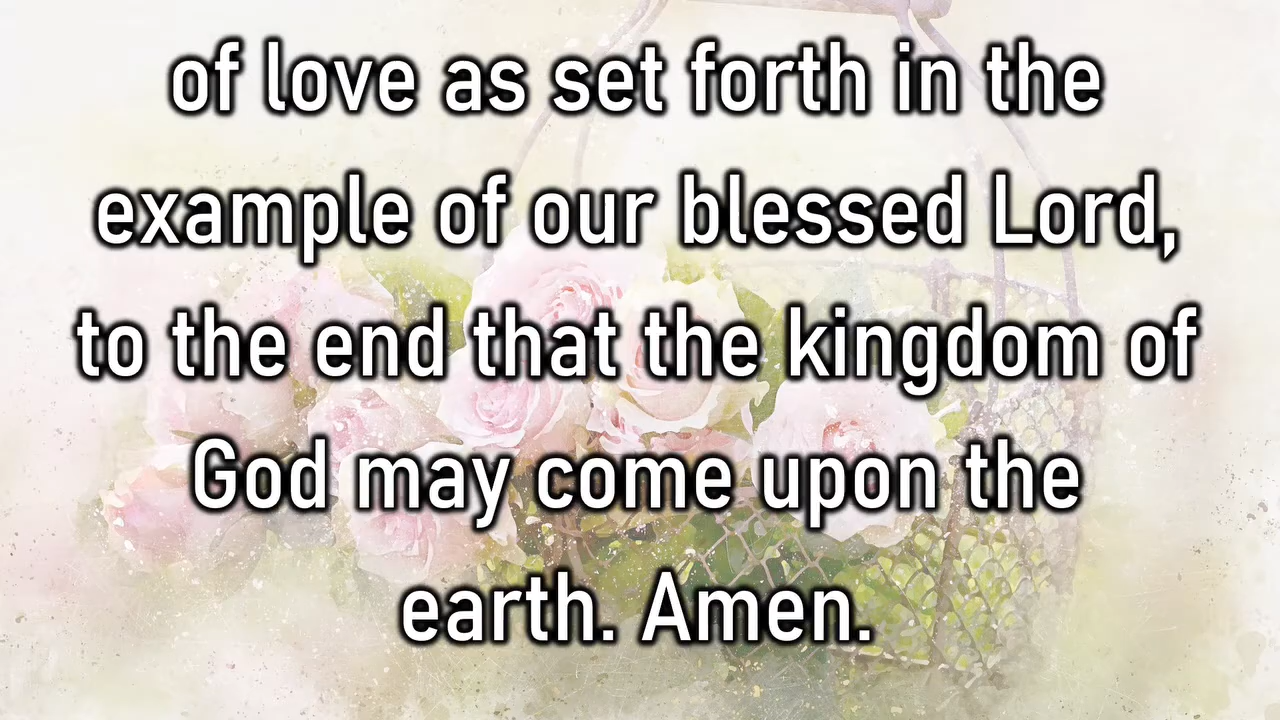 of love as set forth in the
example of our blessed Lord,
to the end that the kingdom of
God may come upon the
earth. Amen.